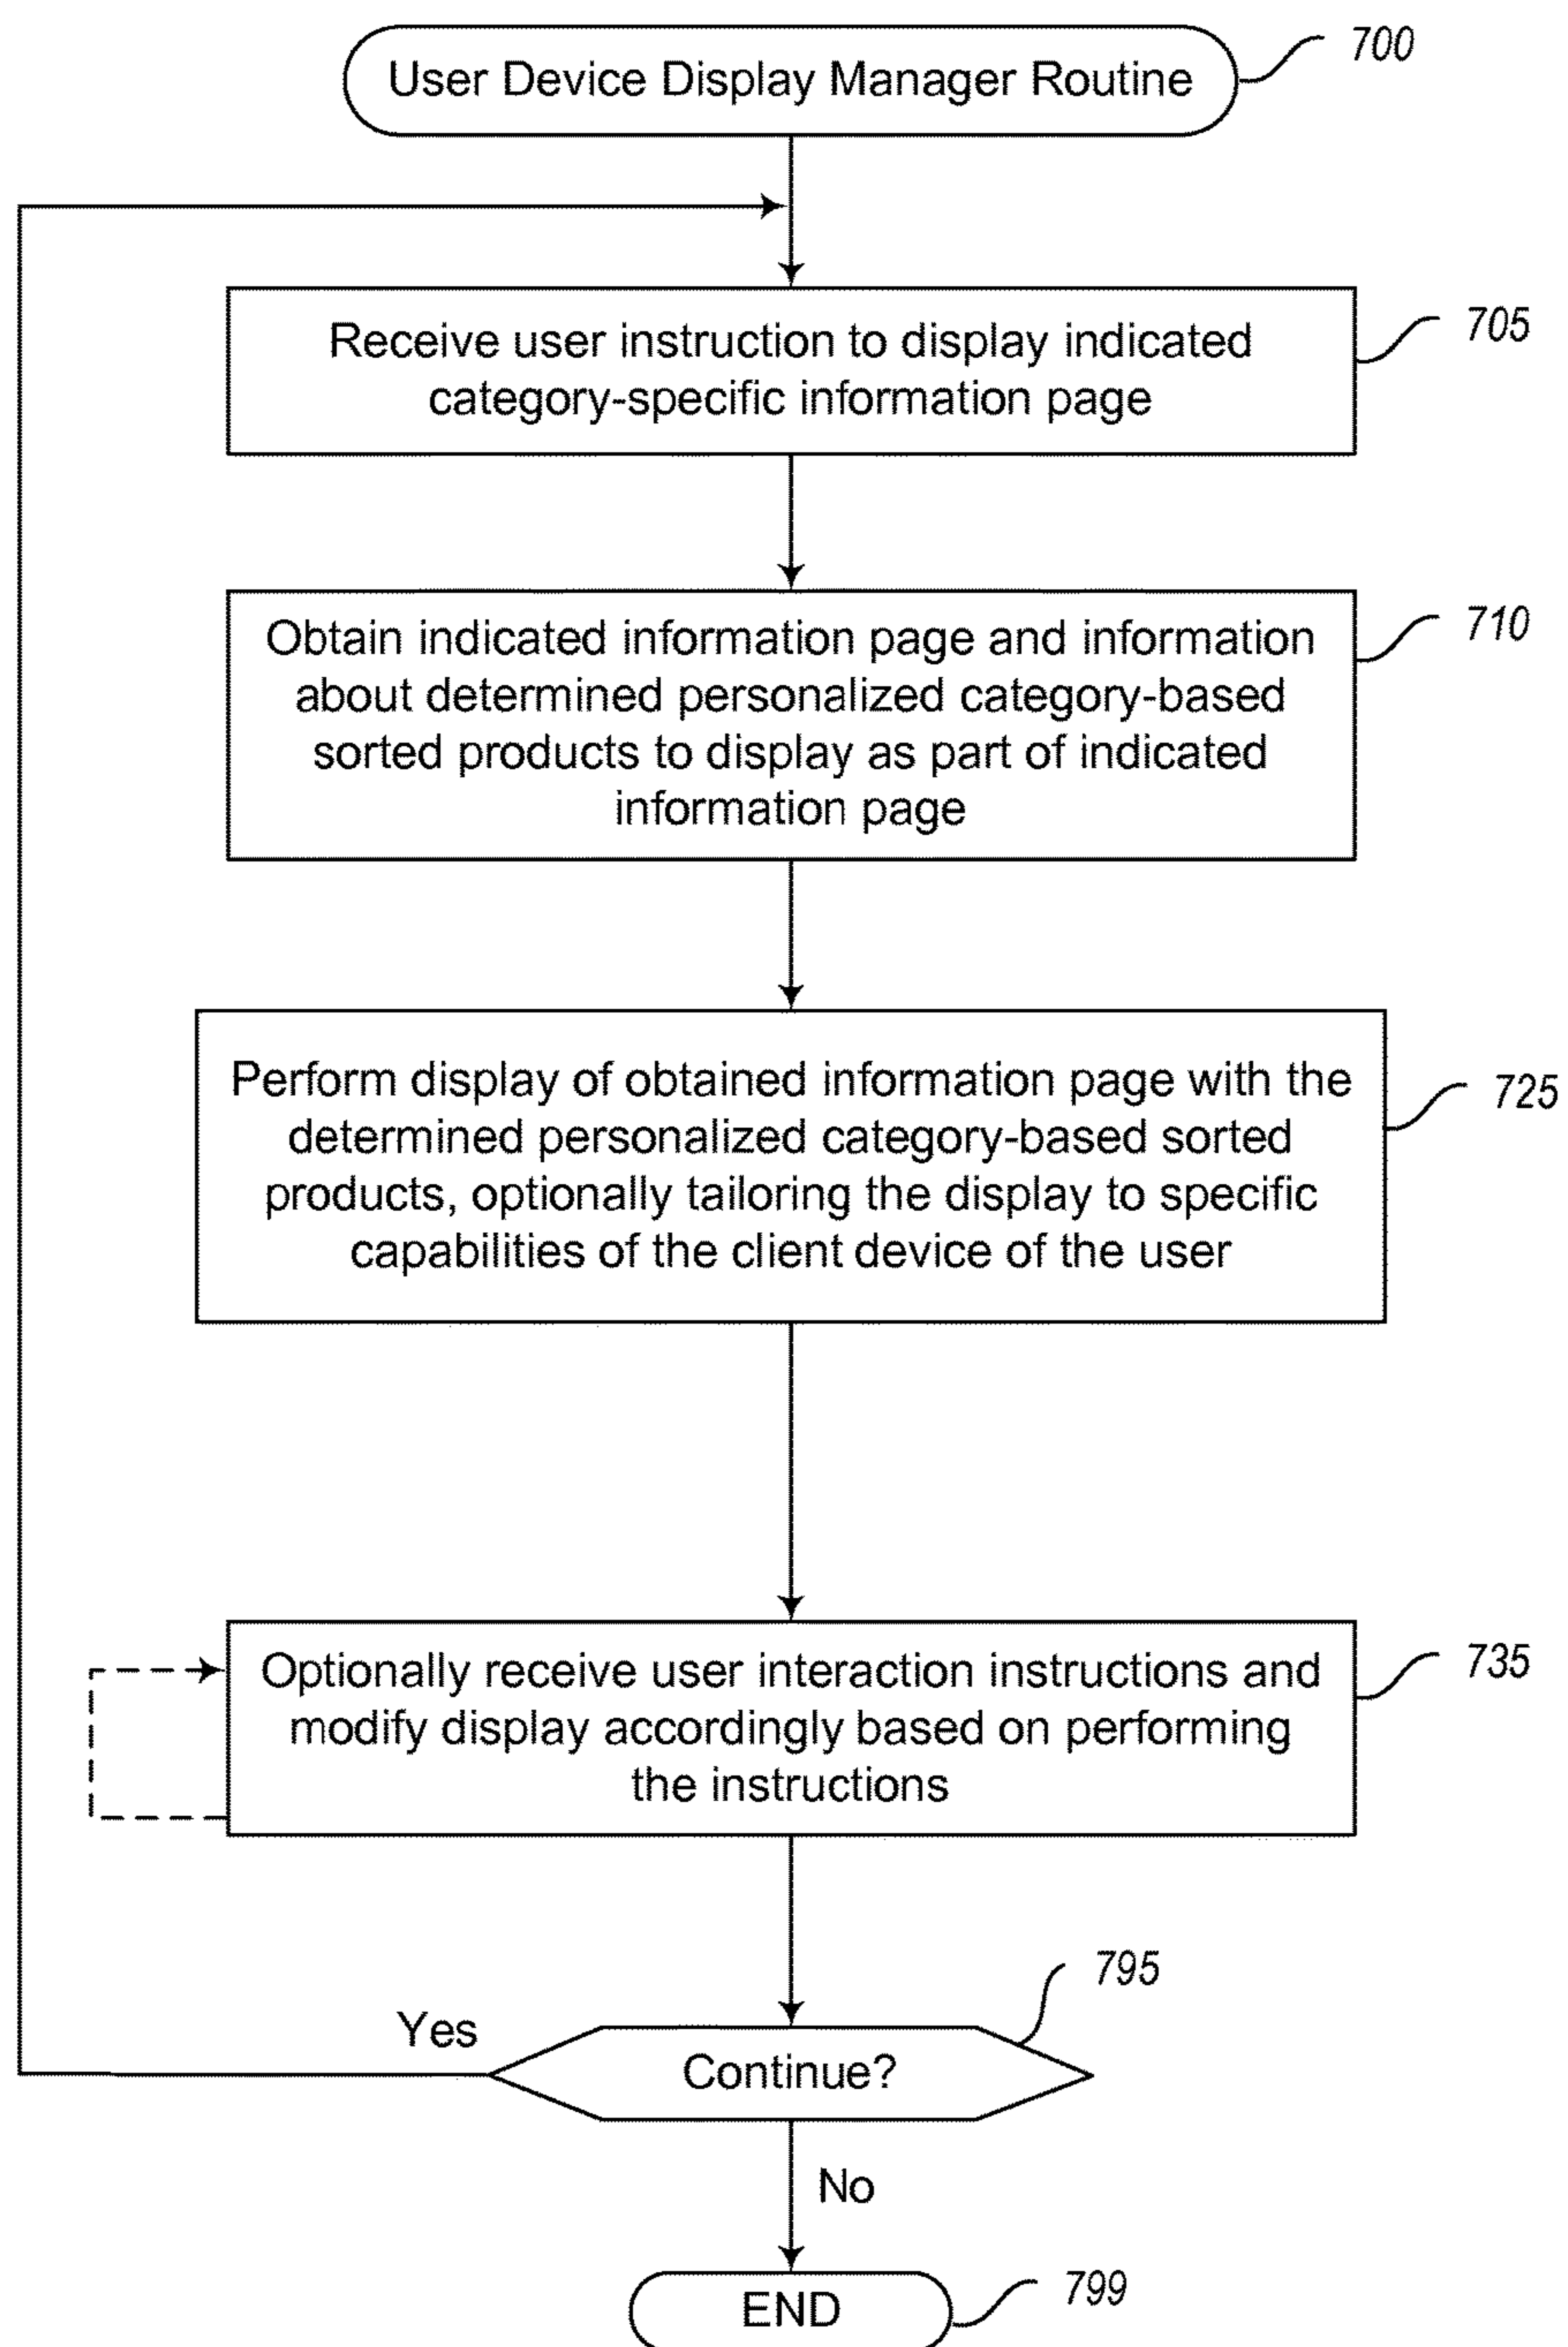 700
User Device Display Manager Routine
705
Receive user instruction to display indicated
category-specific information page
710
Obtain indicated information page and information
about determined personalized category-based
sorted products to display as part of indicated
information page
725
Perform display of obtained information page with the
determined personalized category-based sorted
products, optionally tailoring the display to specific
capabilities of the client device of the user
735
Optionally receive user interaction instructions and
modify display accordingly based on performing
the instructions
795
Yes
Continue?
No
799
END